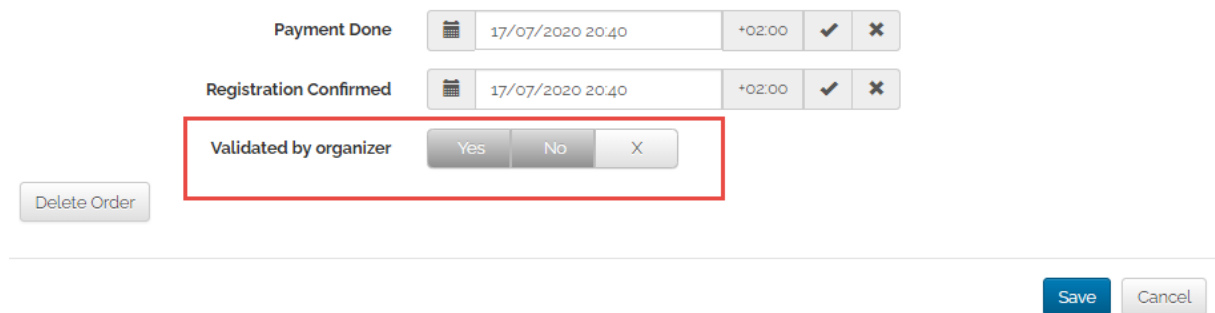 Payment Done 17/07/2020 20:40 +02:00
Registration Confirmed 17/07/2020 20:40 +02:00
Validated by organizer Yes No X
Delete Order
Save Cancel